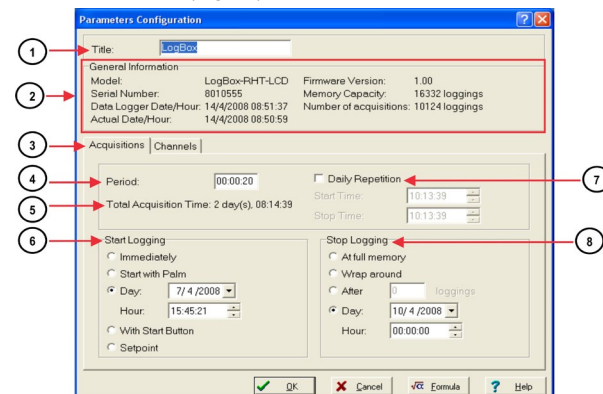 Parameters Configuration
1
Title: LogBox
General Information
2
Model: LogBox-RHT-LCD Firmware Version: 1.00
Serial Number: 8010555 Memory Capacity: 16332 loggings
Data Logger Date/Hour: 14/4/2008 08:51:37 Number of acquisitions: 10124 loggings
Actual Date/Hour: 14/4/2008 08:50:59
3
Acquisitions Channels
4
Period: 00:00:20 Daily Repetition
7
Start Time: 10:13:39
5
Total Acquisition Time: 2 day(s), 08:14:39
Stop Time: 10:13:39
6
Start Logging Stop Logging
8
Immediately At full memory
Start with Palm Wrap around
Day: 7/ 4 /2008 After 0 loggings
Hour: 15:45:21 Day: 10/ 4 /2008
With Start Button Hour: 00:00:00
Setpoint
OK Cancel √α Formula ? Help